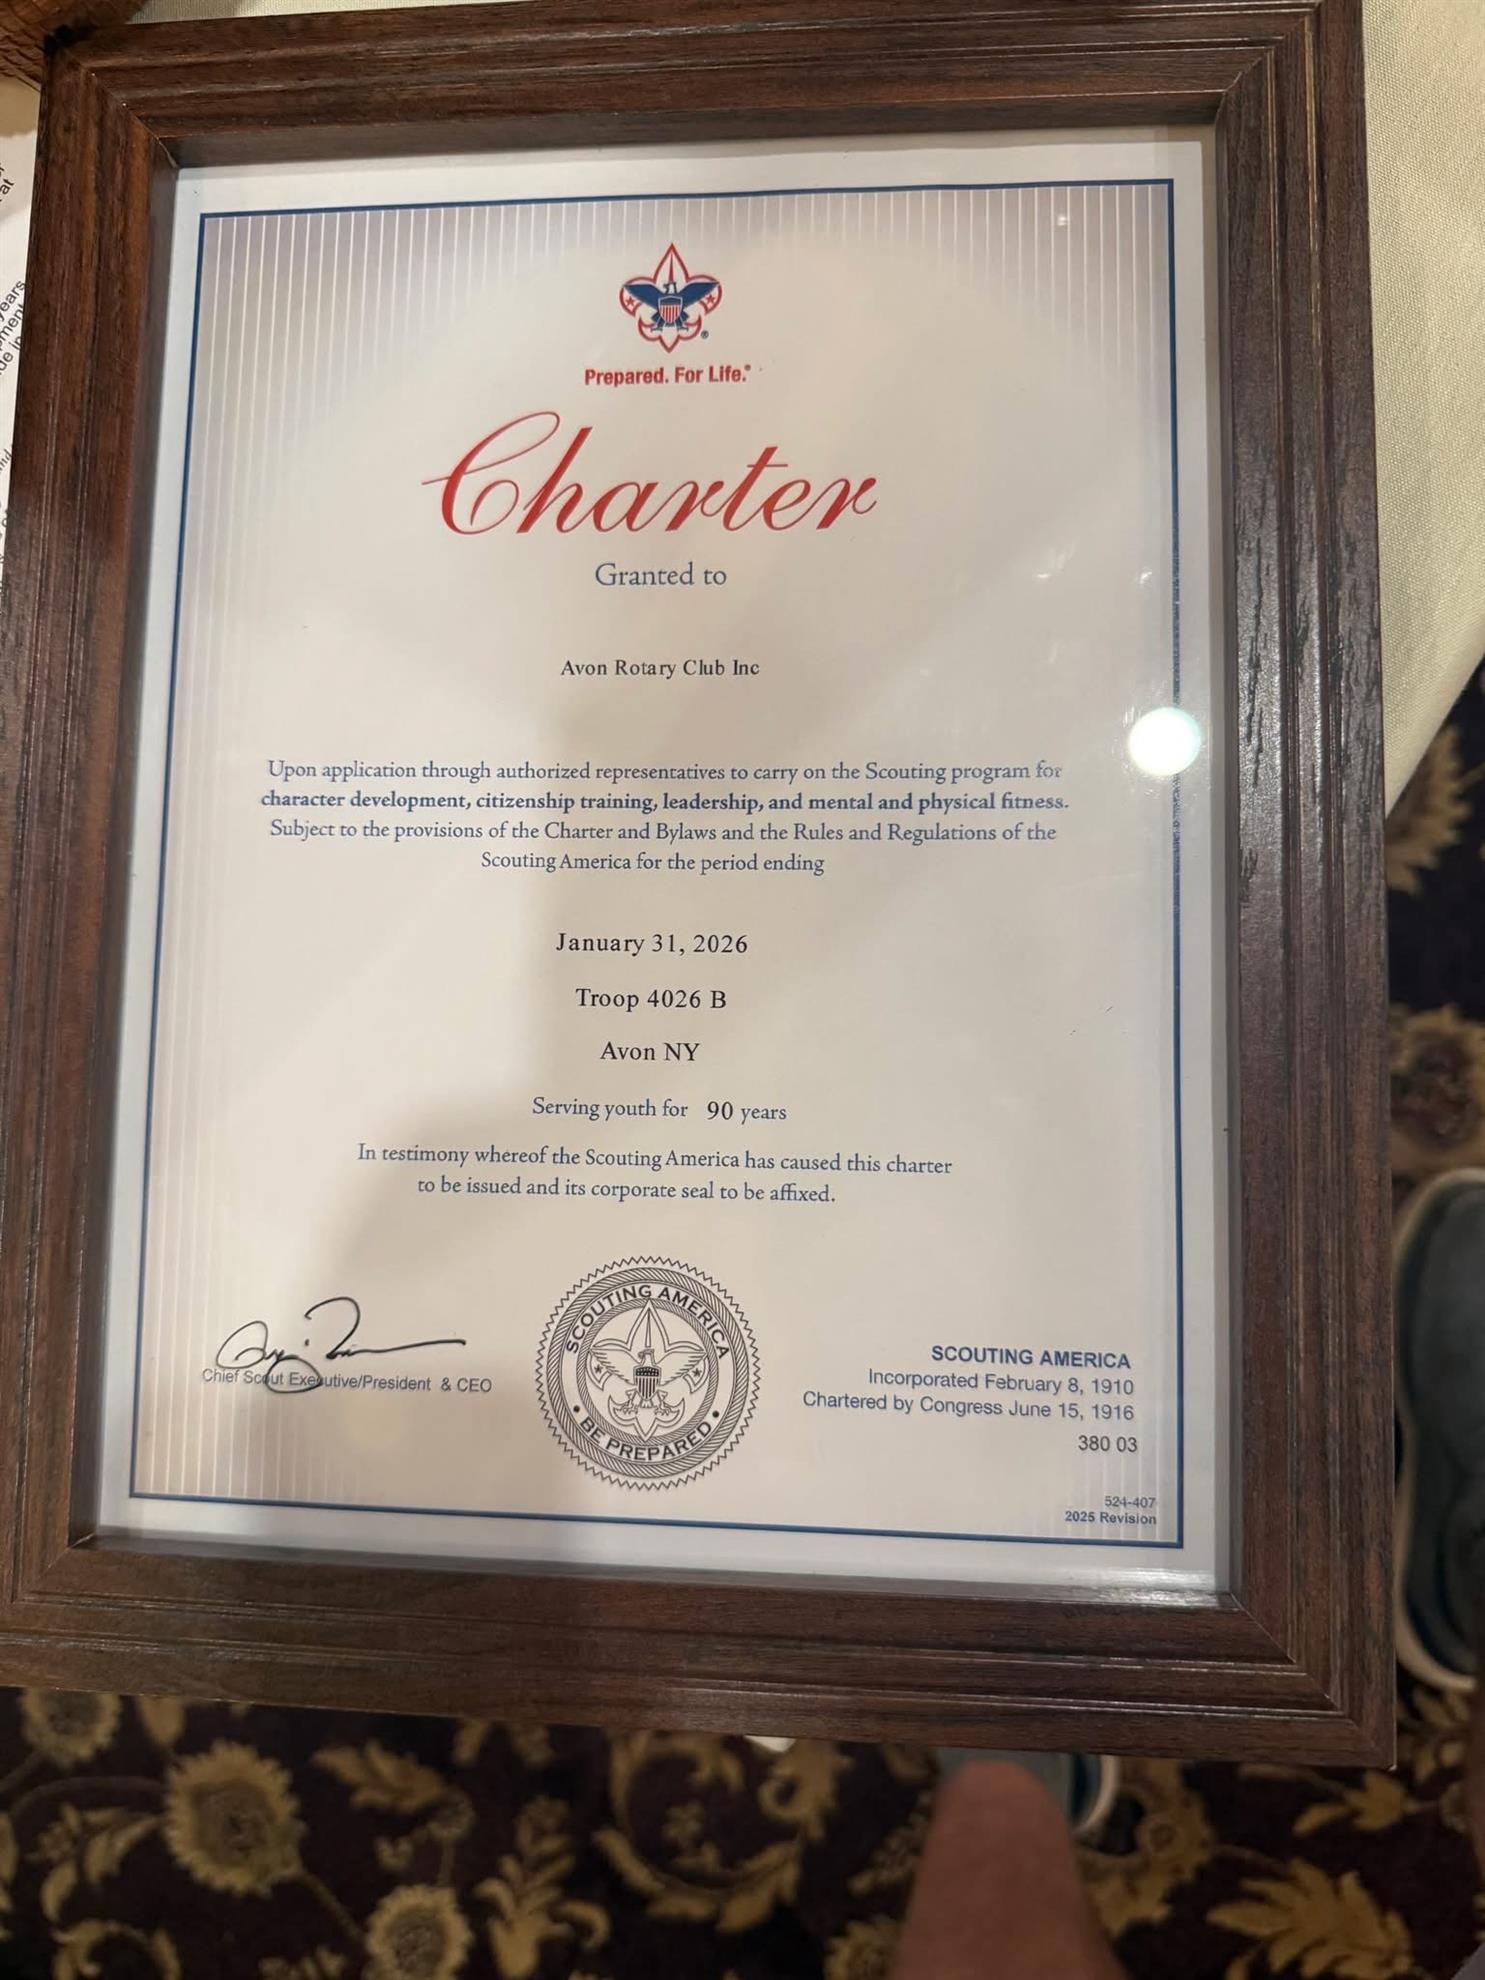 Prepared. For Life.®
Charter
Granted to
Avon Rotary Club Inc
Upon application through authorized representatives to carry on the Scouting program for
character development, citizenship training, leadership, and mental and physical fitness.
Subject to the provisions of the Charter and Bylaws and the Rules and Regulations of the
Scouting America for the period ending
January 31, 2026
Troop 4026 B
Avon NY
Serving youth for 90 years
In testimony whereof the Scouting America has caused this charter
to be issued and its corporate seal to be affixed.
Chief Scout Executive/President & CEO
SCOUTING AMERICA
BE PREPARED
SCOUTING AMERICA
Incorporated February 8, 1910
Chartered by Congress June 15, 1916
380 03
524-407
2025 Revision
at
years